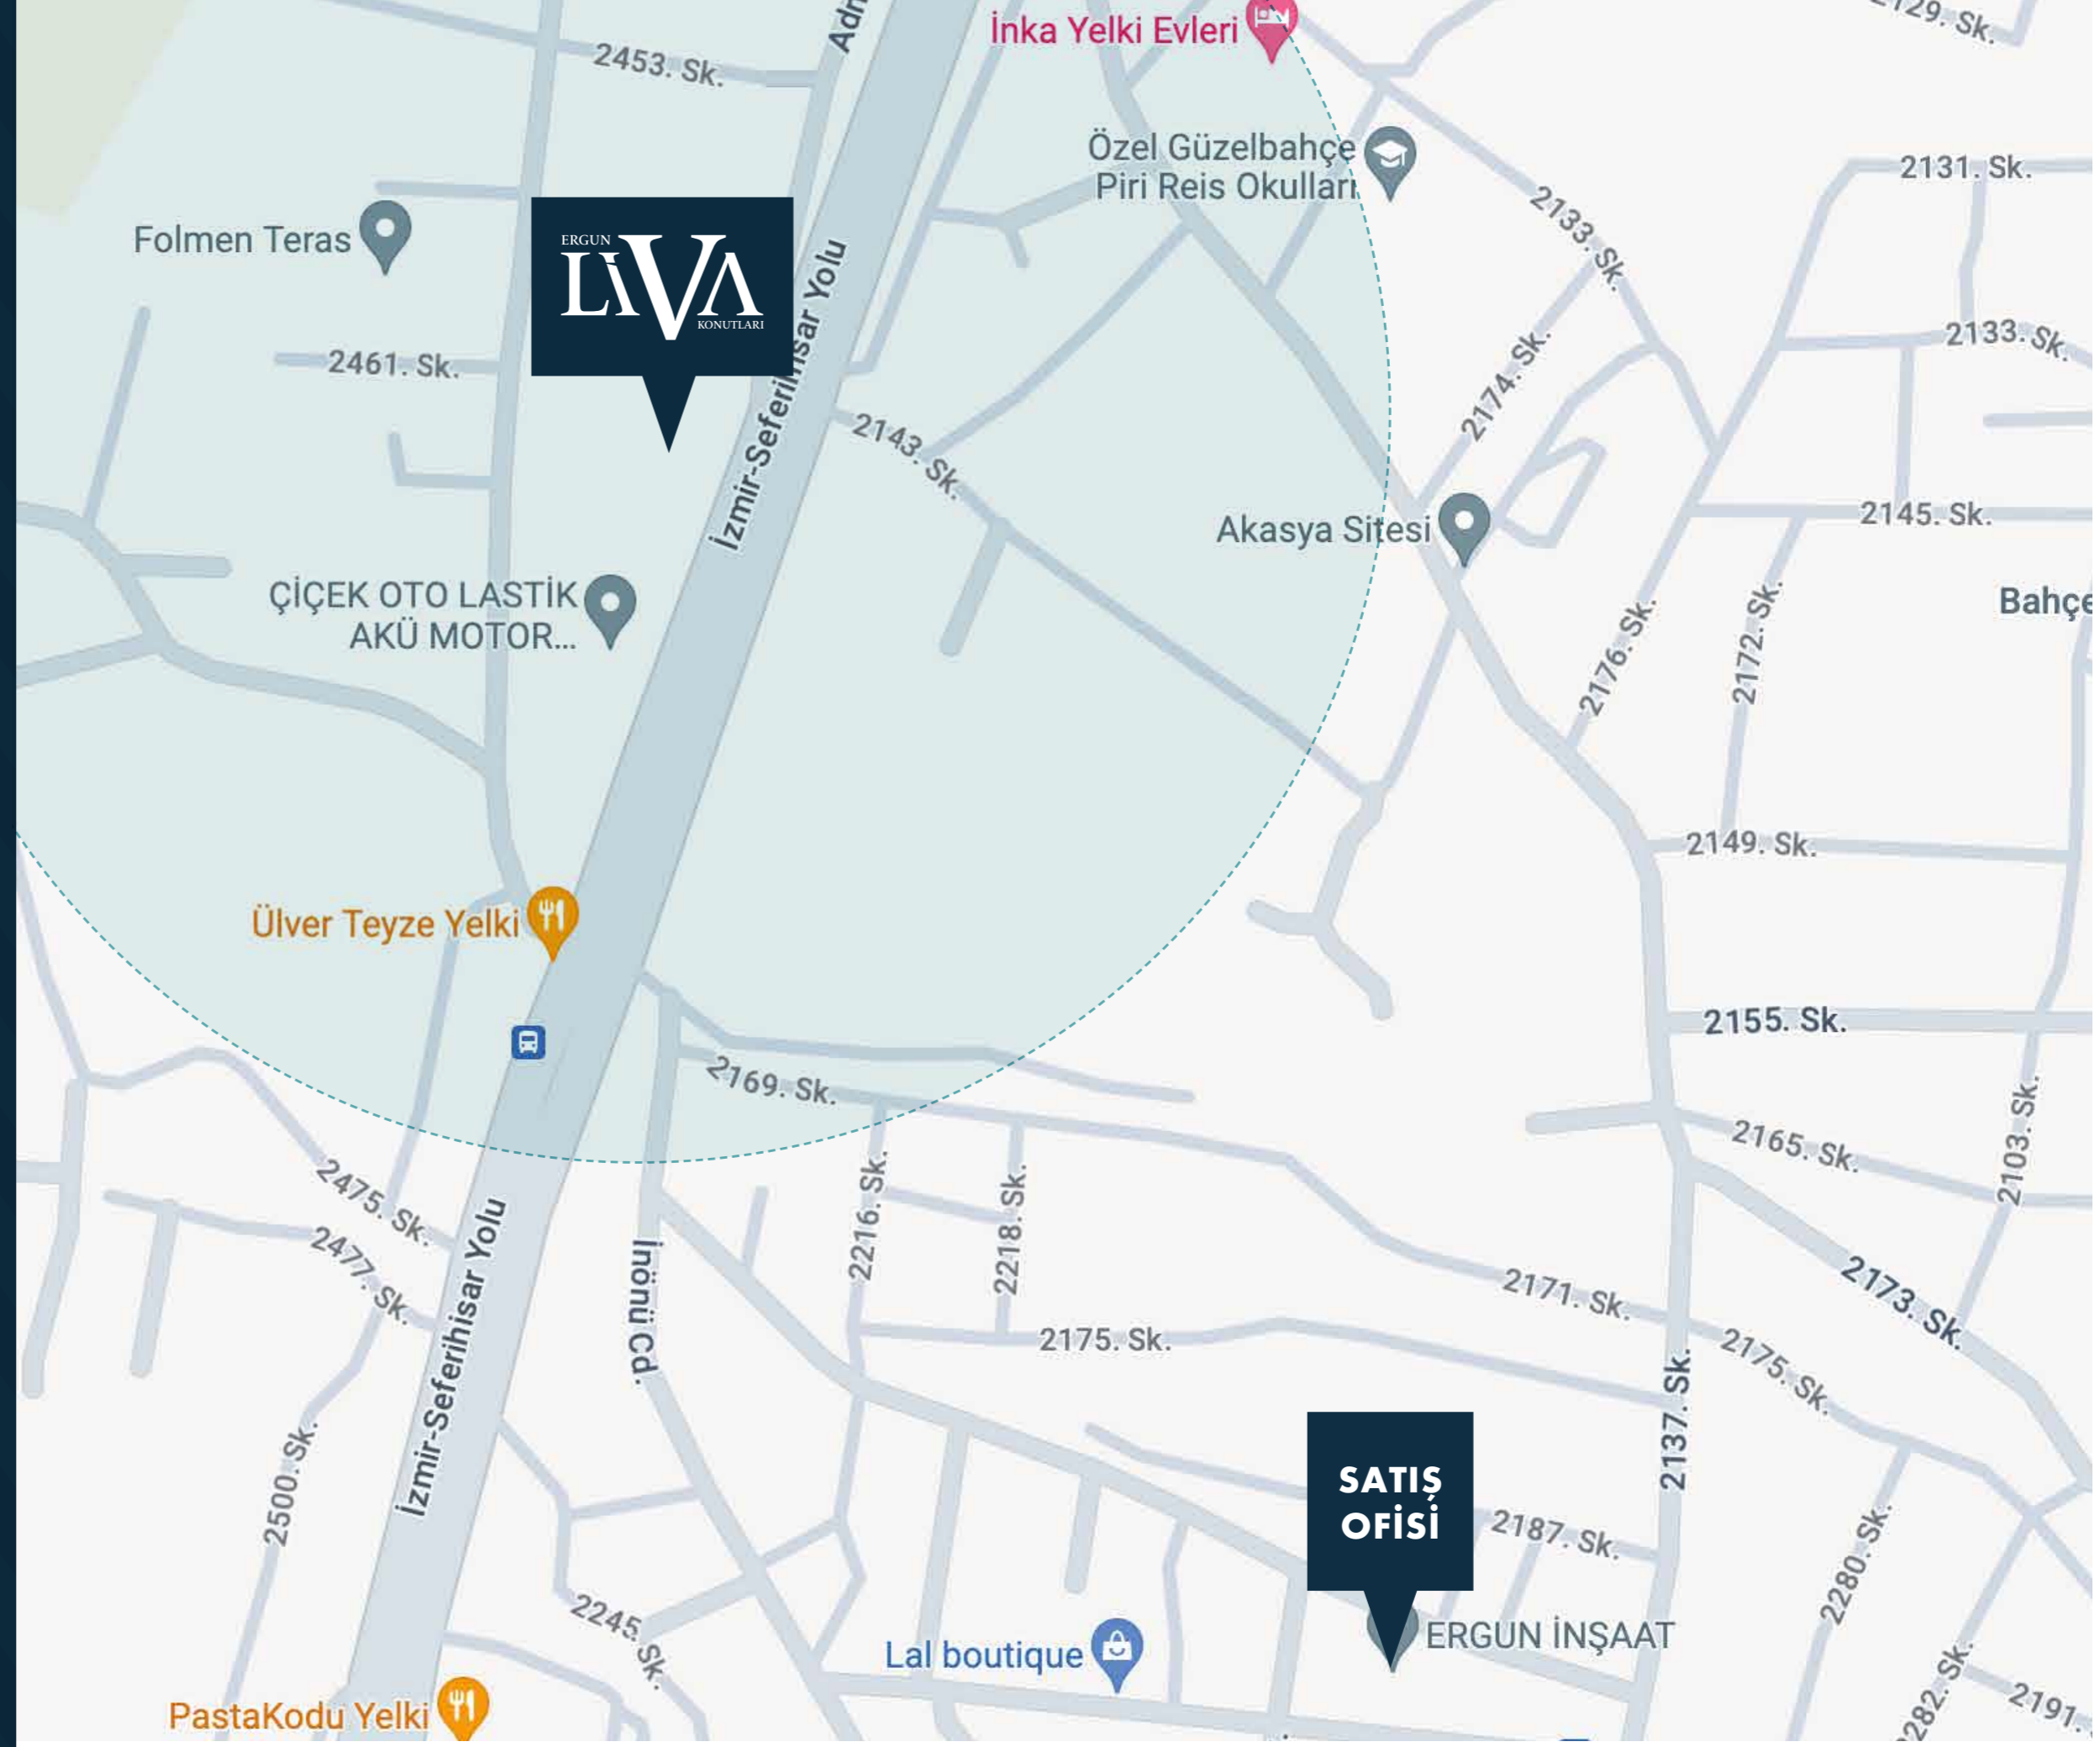 2129. Sk.
İnka Yelki Evleri
2453. Sk.
Özel Güzelbahçe
Piri Reis Okulları
2131. Sk.
2133. Sk.
Folmen Teras
ERGUN
LİVA
KONUTLARI
İzmir-Seferihisar Yolu
2133. Sk.
2461. Sk.
2174. Sk.
2143. Sk.
2145. Sk.
Akasya Sitesi
ÇİÇEK OTO LASTİK
AKÜ MOTOR...
2176. Sk.
2172. Sk.
2149. Sk.
Ülver Teyze Yelki
2155. Sk.
2169. Sk.
2165. Sk.
2103. Sk.
2475. Sk.
2216. Sk.
2218. Sk.
2477. Sk.
İnönü Cd.
2171. Sk.
2173. Sk.
İzmir-Seferihisar Yolu
2175. Sk.
2175. Sk.
2137. Sk.
2500. Sk.
SATIŞ
OFİSİ
2187. Sk.
2280. Sk.
2245. Sk.
Lal boutique
ERGUN İNŞAAT
2282. Sk.
2191.
PastaKodu Yelki